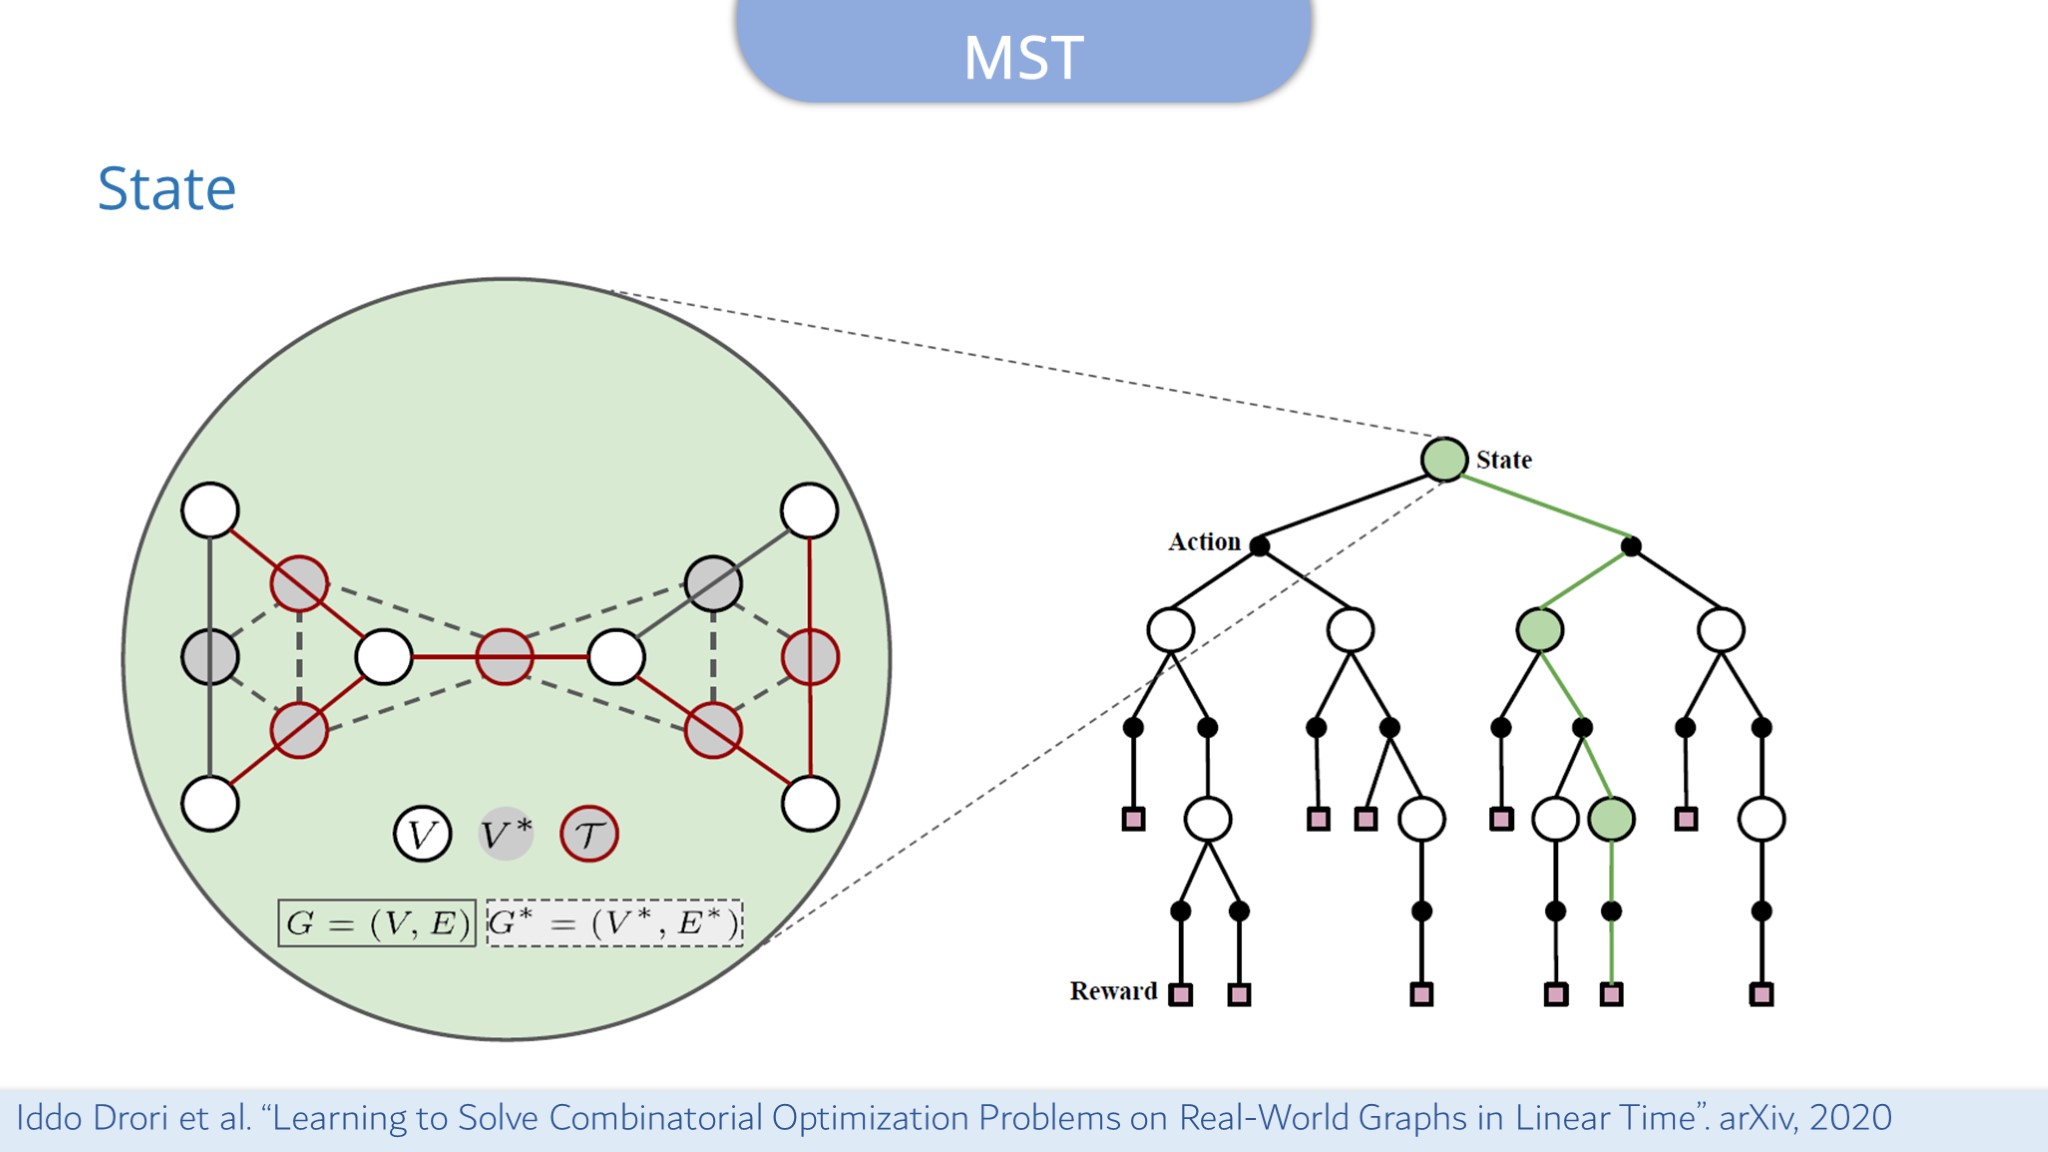 MST
State
State
Action
V V* 𝒯
G = (V, E) G* = (V*, E*)
Reward
Iddo Drori et al. “Learning to Solve Combinatorial Optimization Problems on Real-World Graphs in Linear Time”. arXiv, 2020